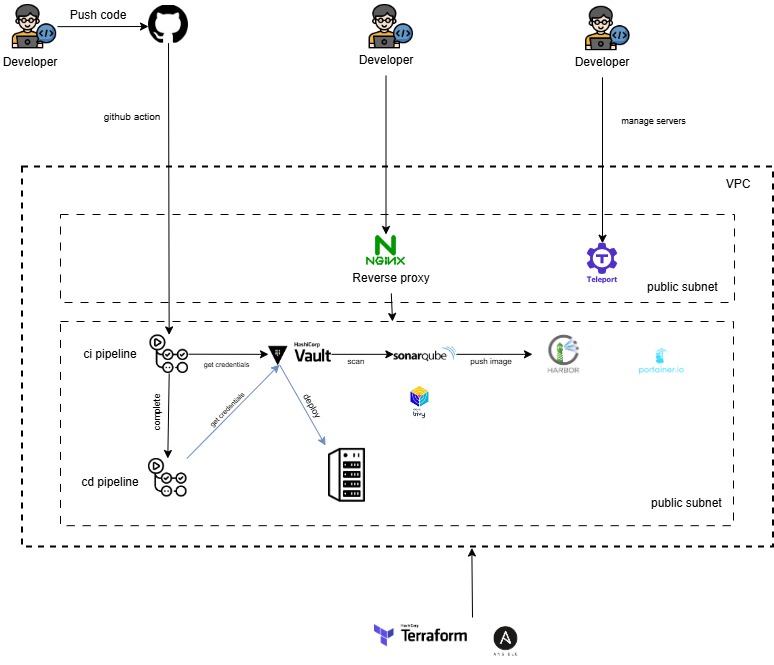 Push code
Developer
Developer
Developer
github action
manage servers
VPC
NGINX
Reverse proxy
Teleport
public subnet
ci pipeline
get credentials
HashiCorp
Vault
scan
sonarqube
push image
HARBOR
portainer.io
complete
get credentials
deploy
trivy
cd pipeline
public subnet
HashiCorp
Terraform
ANSIBLE